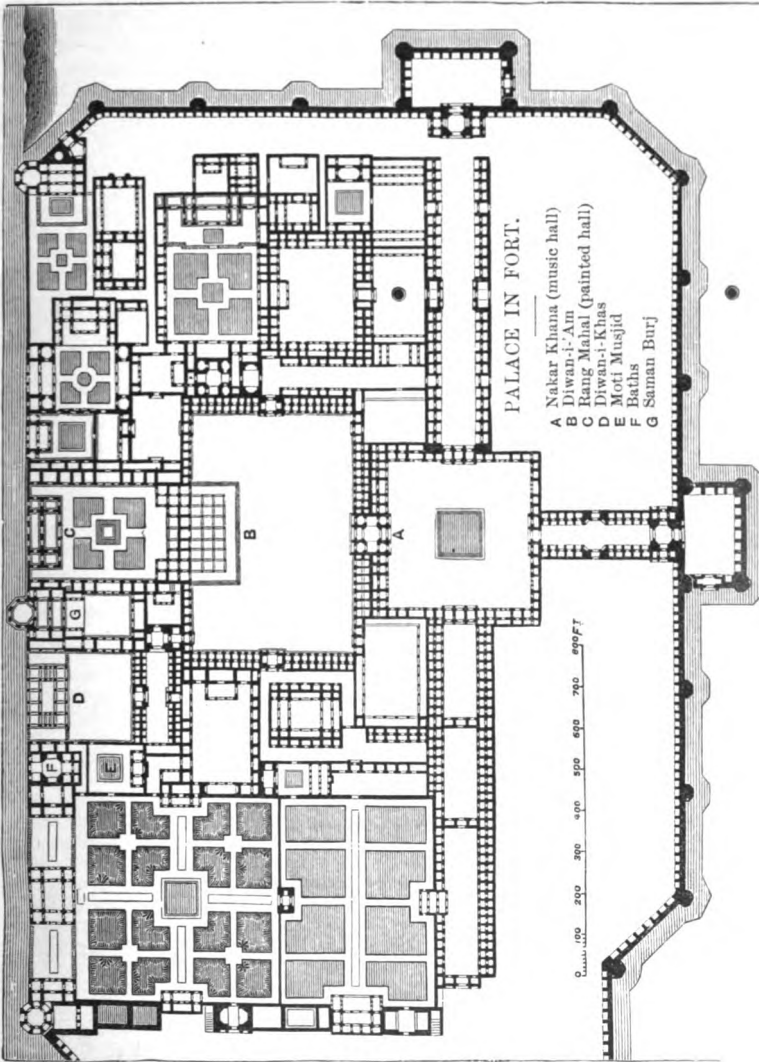 PALACE IN FORT.
A Nakar Khana (music hall)
B Diwan-i-'Am
C Rang Mahal (painted hall)
D Diwan-i-Khas
E Moti Musjid
F Baths
G Saman Burj
C
G
D
B
F
E
A
0 100 200 300 400 500 600 700 800 FT